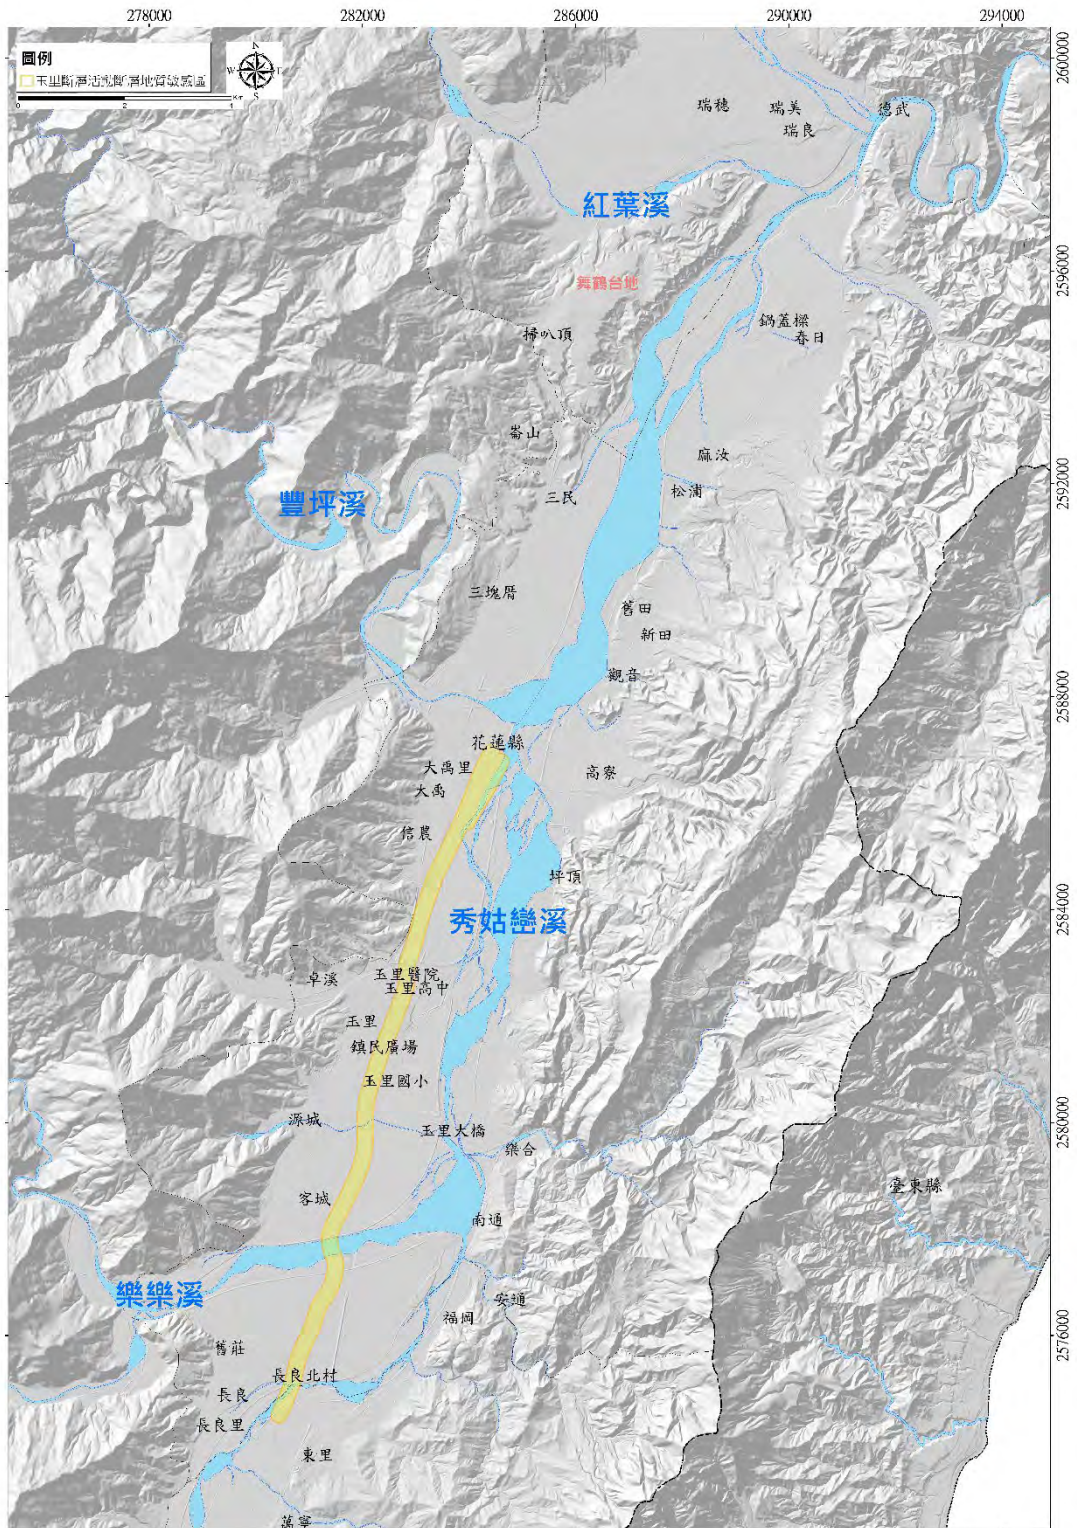 278000
282000
286000
290000
294000
圖例
玉里斷層活動斷層地質敏感區
N
W
E
S
0
2
4
Km
2600000
瑞穗
瑞美
德武
瑞良
紅葉溪
2596000
舞鶴台地
鍋蓋樑
掃叭頂
春日
崙山
麻汝
2592000
三民
松浦
豐坪溪
三塊厝
舊田
新田
觀音
2588000
花蓮縣
大禹里
高寮
大禹
信農
坪頂
2584000
秀姑巒溪
玉里醫院
卓溪
玉里高中
玉里
鎮民廣場
玉里國小
2580000
源城
玉里大橋
樂合
臺東縣
客城
南通
樂樂溪
安通
福岡
2576000
舊莊
長良北村
長良
長良里
東里
萬寧